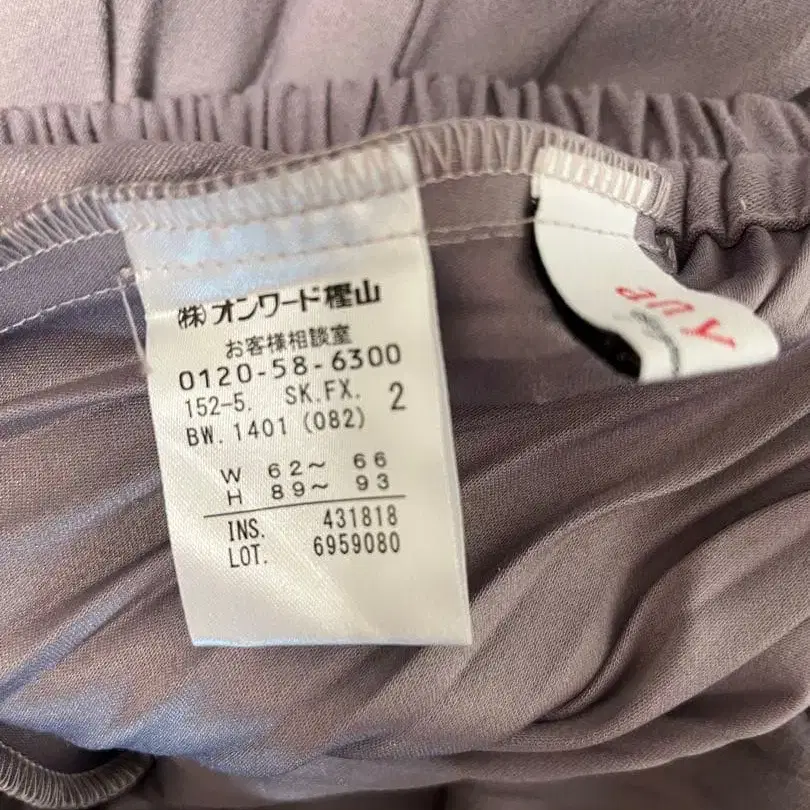 (株)オンワード樫山
お客様相談室
0120-58-6300
152-5. SK.FX. 2
BW.1401 (082)
W 62～ 66
H 89～ 93
INS. 431818
LOT. 6959080